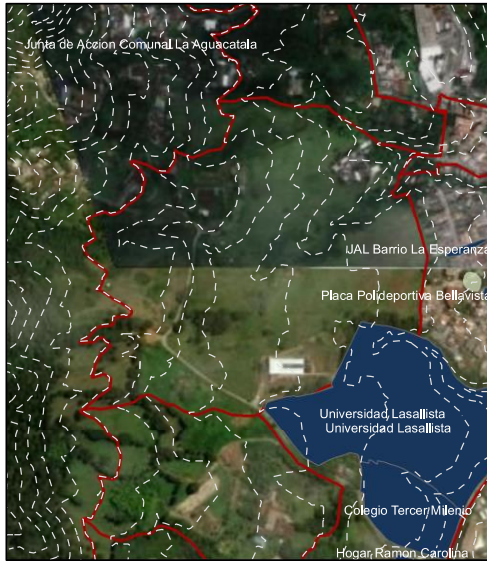 Junta de Accion Comunal La Aguacatala
JAL Barrio La Esperanza
Placa Polideportiva Bellavista
Universidad Lasallista
Universidad Lasallista
Colegio Tercer Milenio
Hogar Ramón Carolina